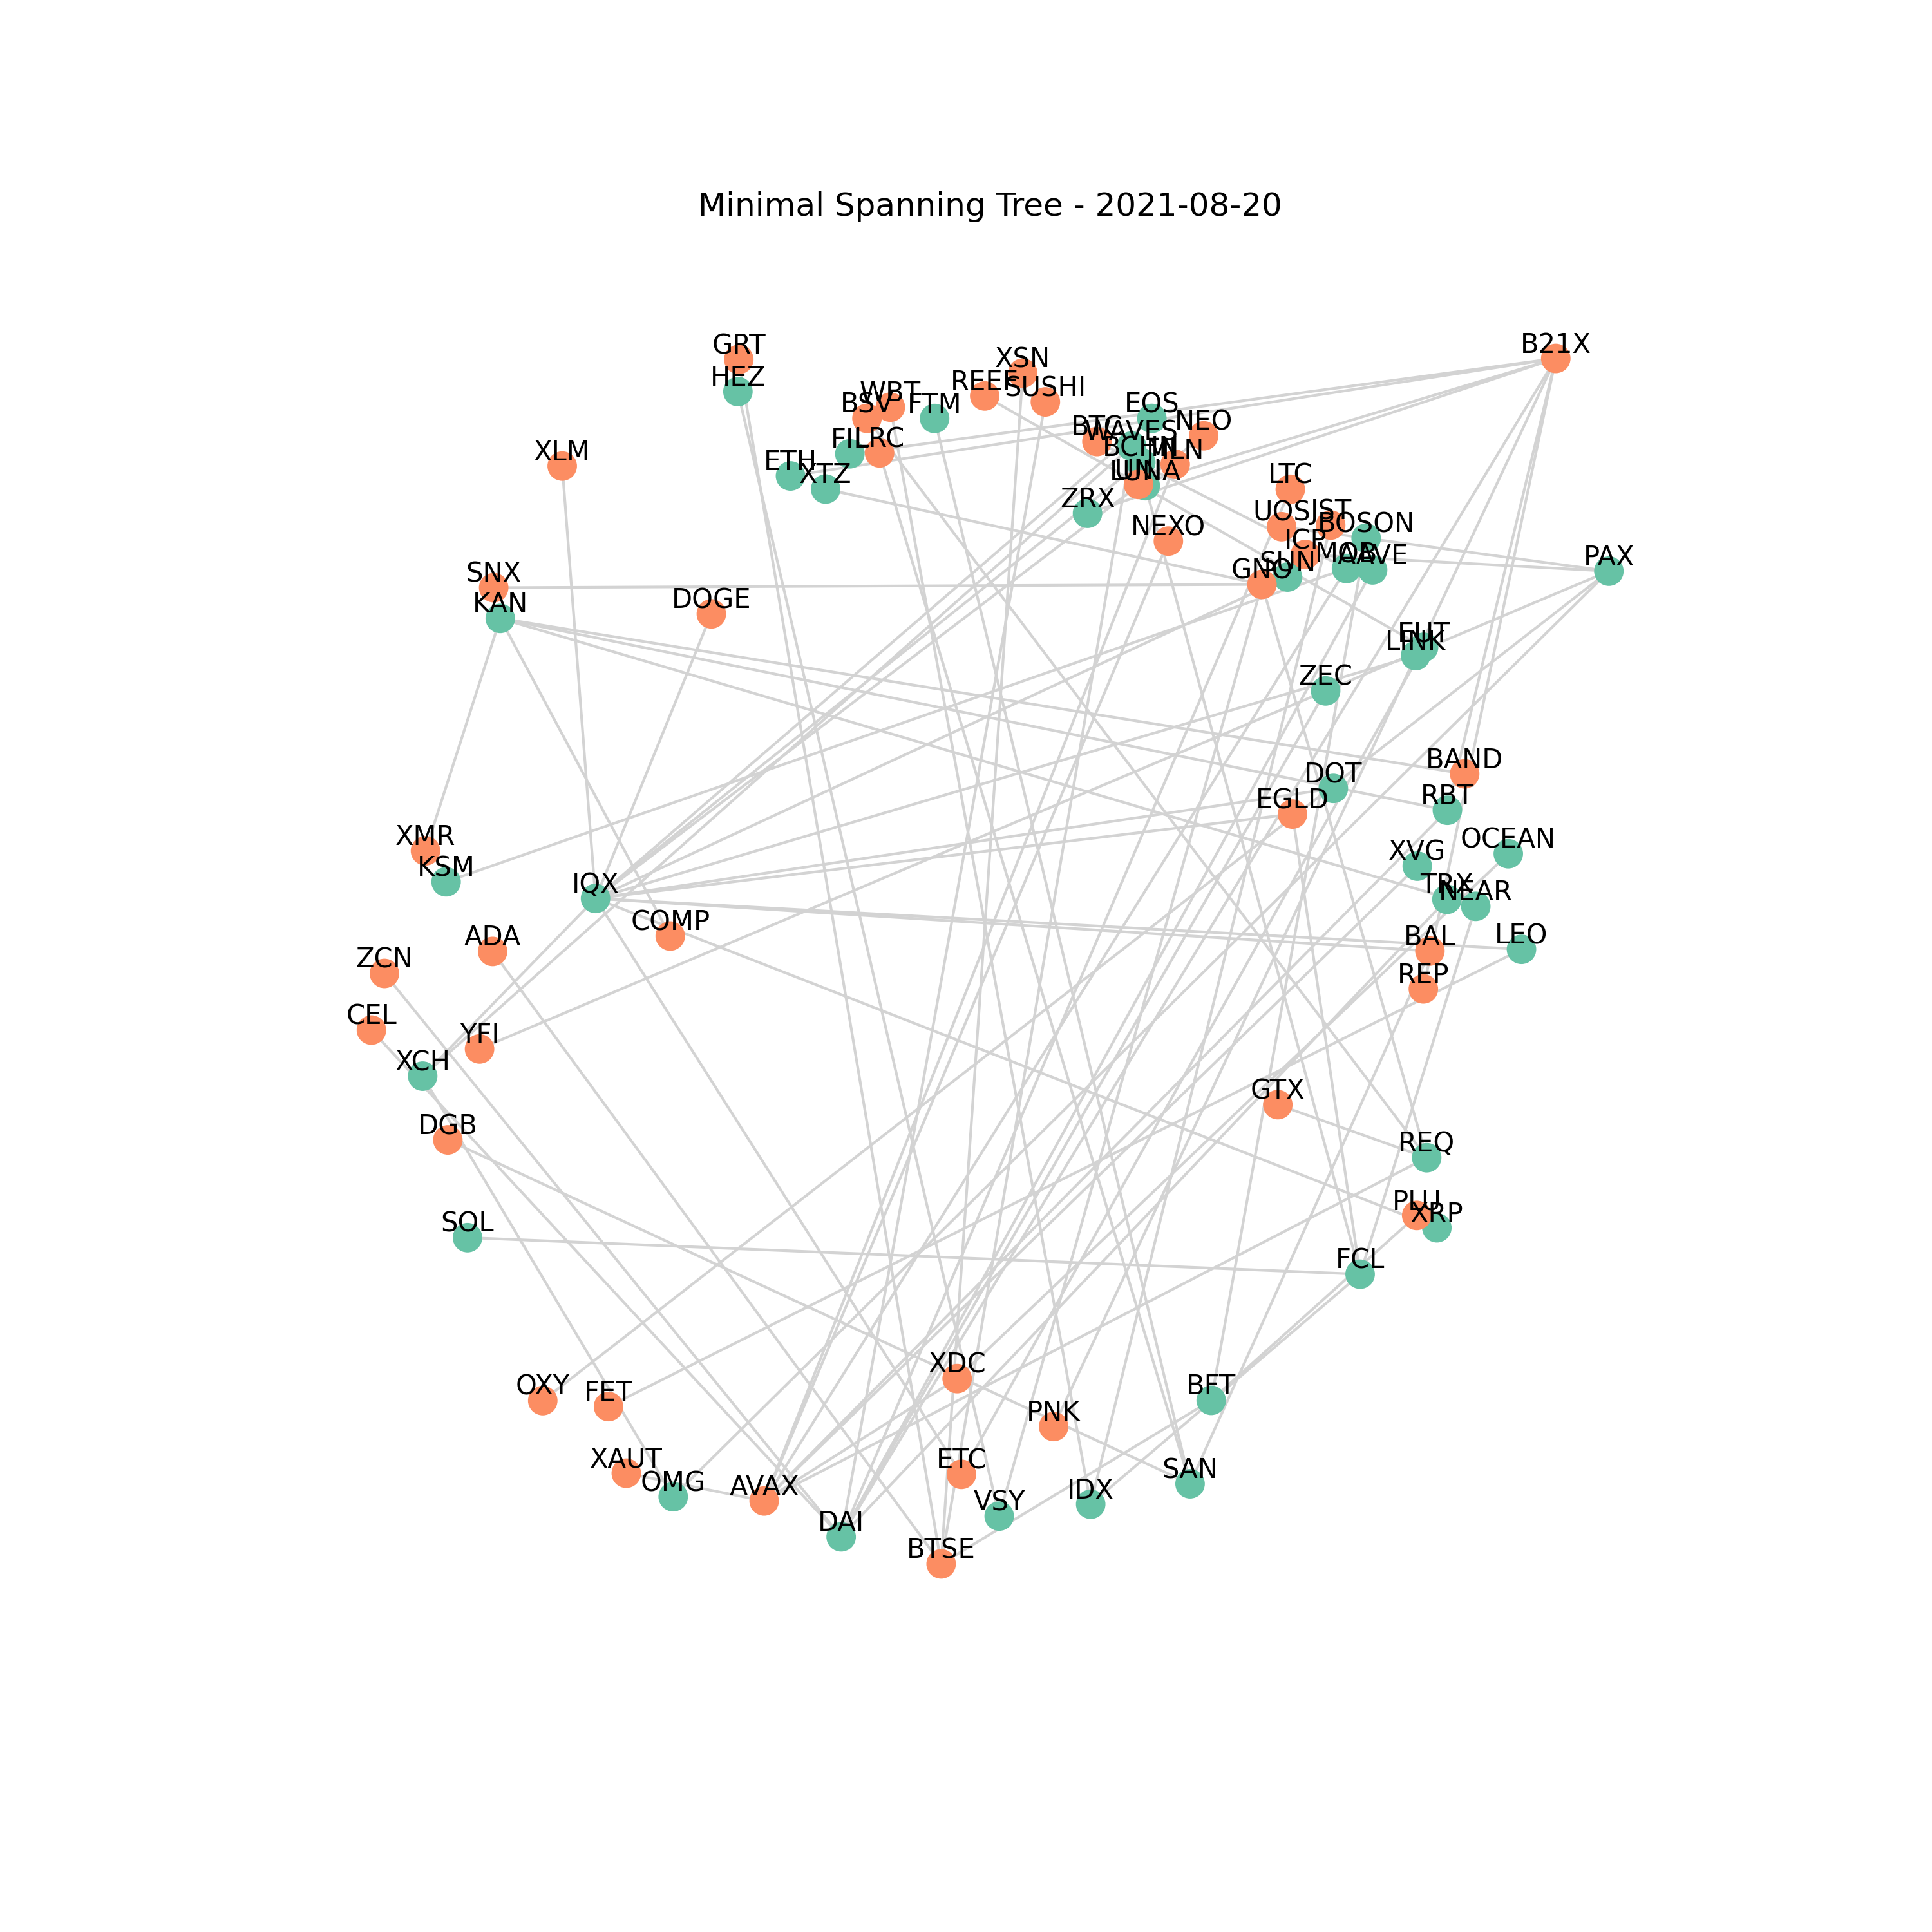 Minimal Spanning Tree - 2021-08-20
GRT
B21X
XSN
HEZ
REEF
SUSHI
WBT
BSV
FTM
EOS
NEO
BTC
WAVES
FIL
LRC
XLM
ETH
XTZ
BCH
MLN
UNI
LUNA
LTC
ZRX
UOS
JST
NEXO
BOSON
ICP
MOB
AAVE
PAX
SUN
GNO
SNX
KAN
DOGE
EUT
LINK
ZEC
BAND
DOT
EGLD
RBT
XMR
OCEAN
XVG
KSM
IQX
TRX
NEAR
COMP
ADA
BAL
LEO
ZCN
REP
CEL
YFI
XCH
GTX
DGB
REQ
PLU
XRP
SOL
FCL
XDC
OXY
FET
BFT
PNK
XAUT
ETC
SAN
OMG
AVAX
IDX
VSY
DAI
BTSE